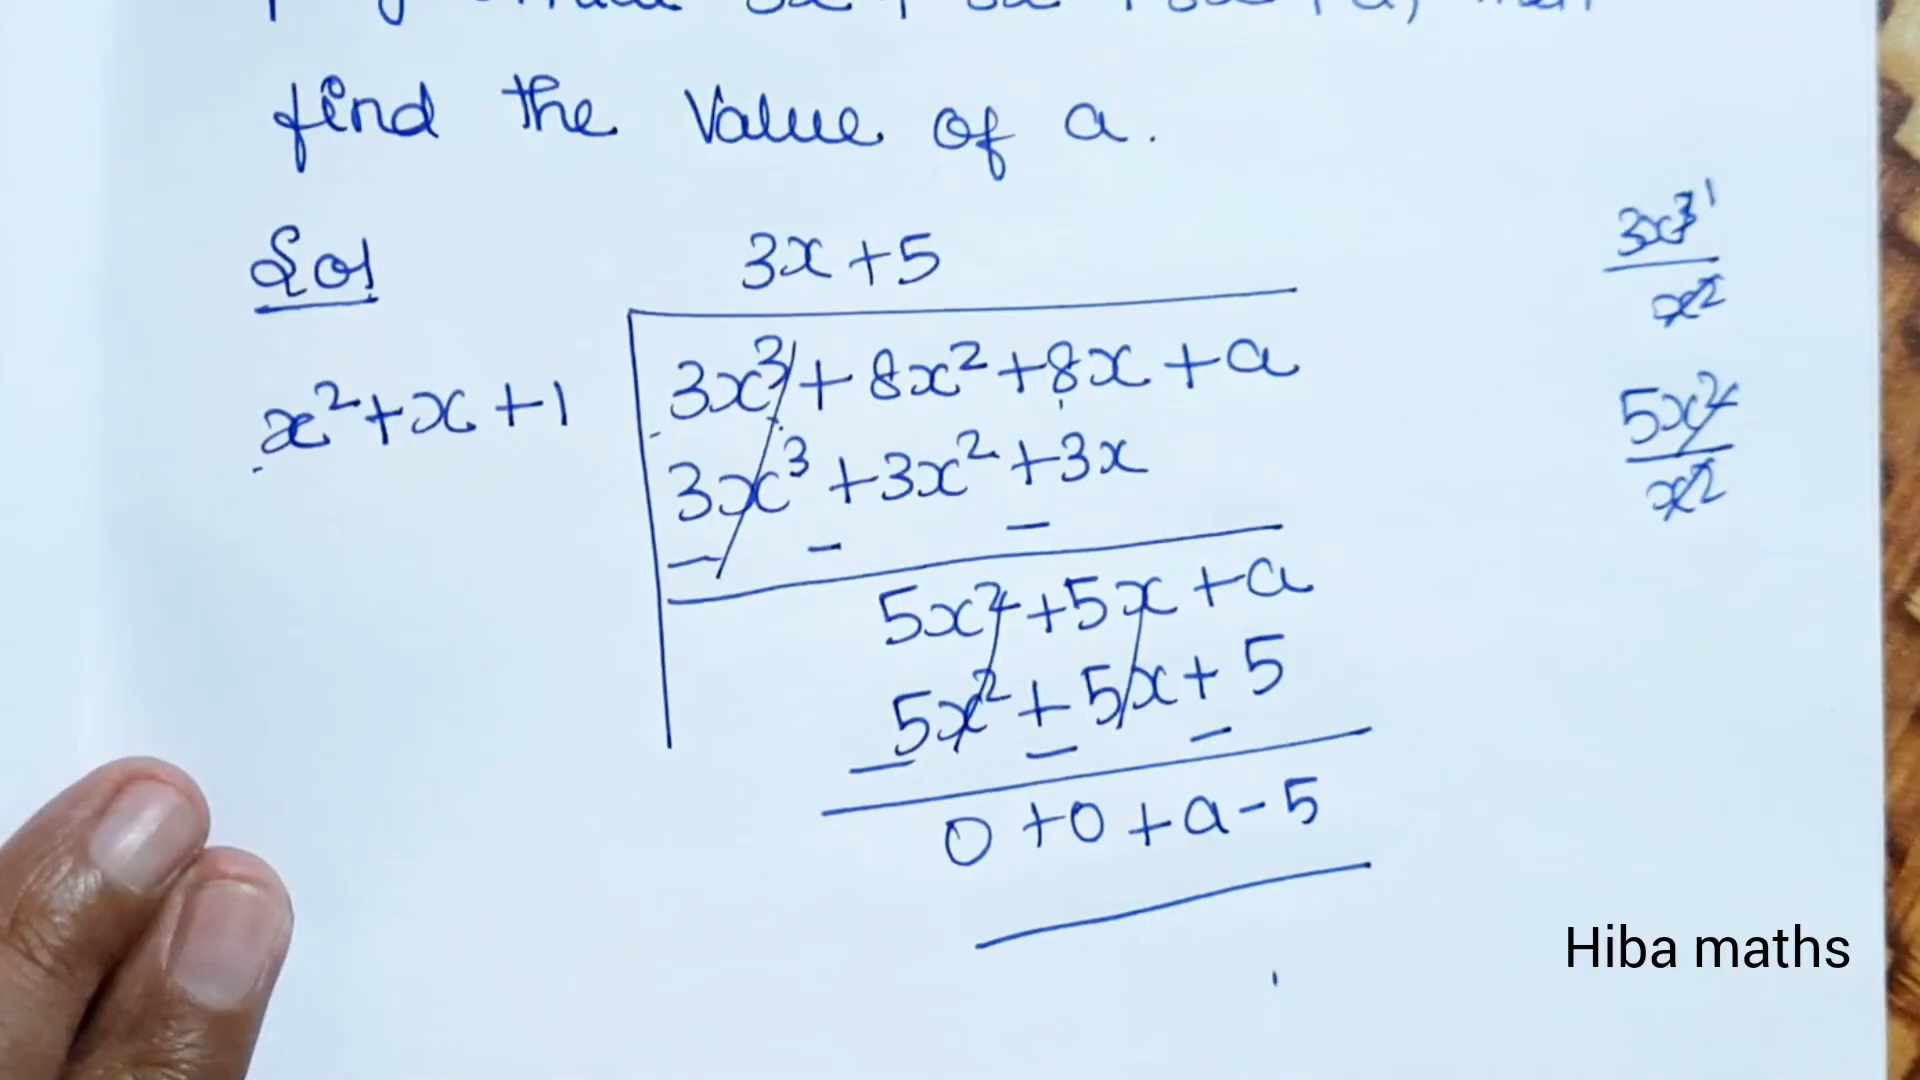 find the Value of a.
Sol
3x + 5
x² + x + 1
3x³ + 8x² + 8x + a
3x³ + 3x² + 3x
− − −
5x² + 5x + a
5x² + 5x + 5
− − −
0 + 0 + a - 5
3x³ 1
x²
5x²
x²
Hiba maths